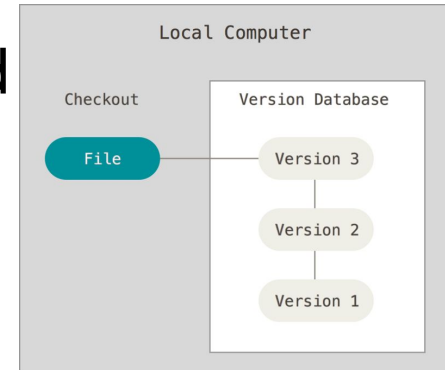 Local Computer
Checkout
Version Database
File
Version 3
Version 2
Version 1